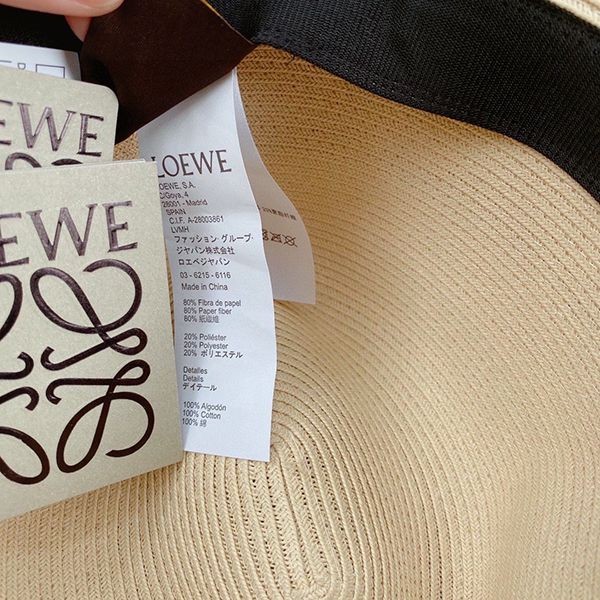 EWE
EWE
LOEWE
LOEWE, S.A.
C/Goya, 4
28001 - Madrid
SPAIN
C.I.F. A-28003861
LVMH
ファッション・グループ・
ジャパン株式会社
ロエベジャパン
03 - 6215 - 6116
Made in China
80% Fibra de papel
80% Paper fiber
80% 紙繊維
20% Poliéster
20% Polyester
20% ポリエステル
Detalles
Details
デイテール
100% Algodón
100% Cotton
100% 綿